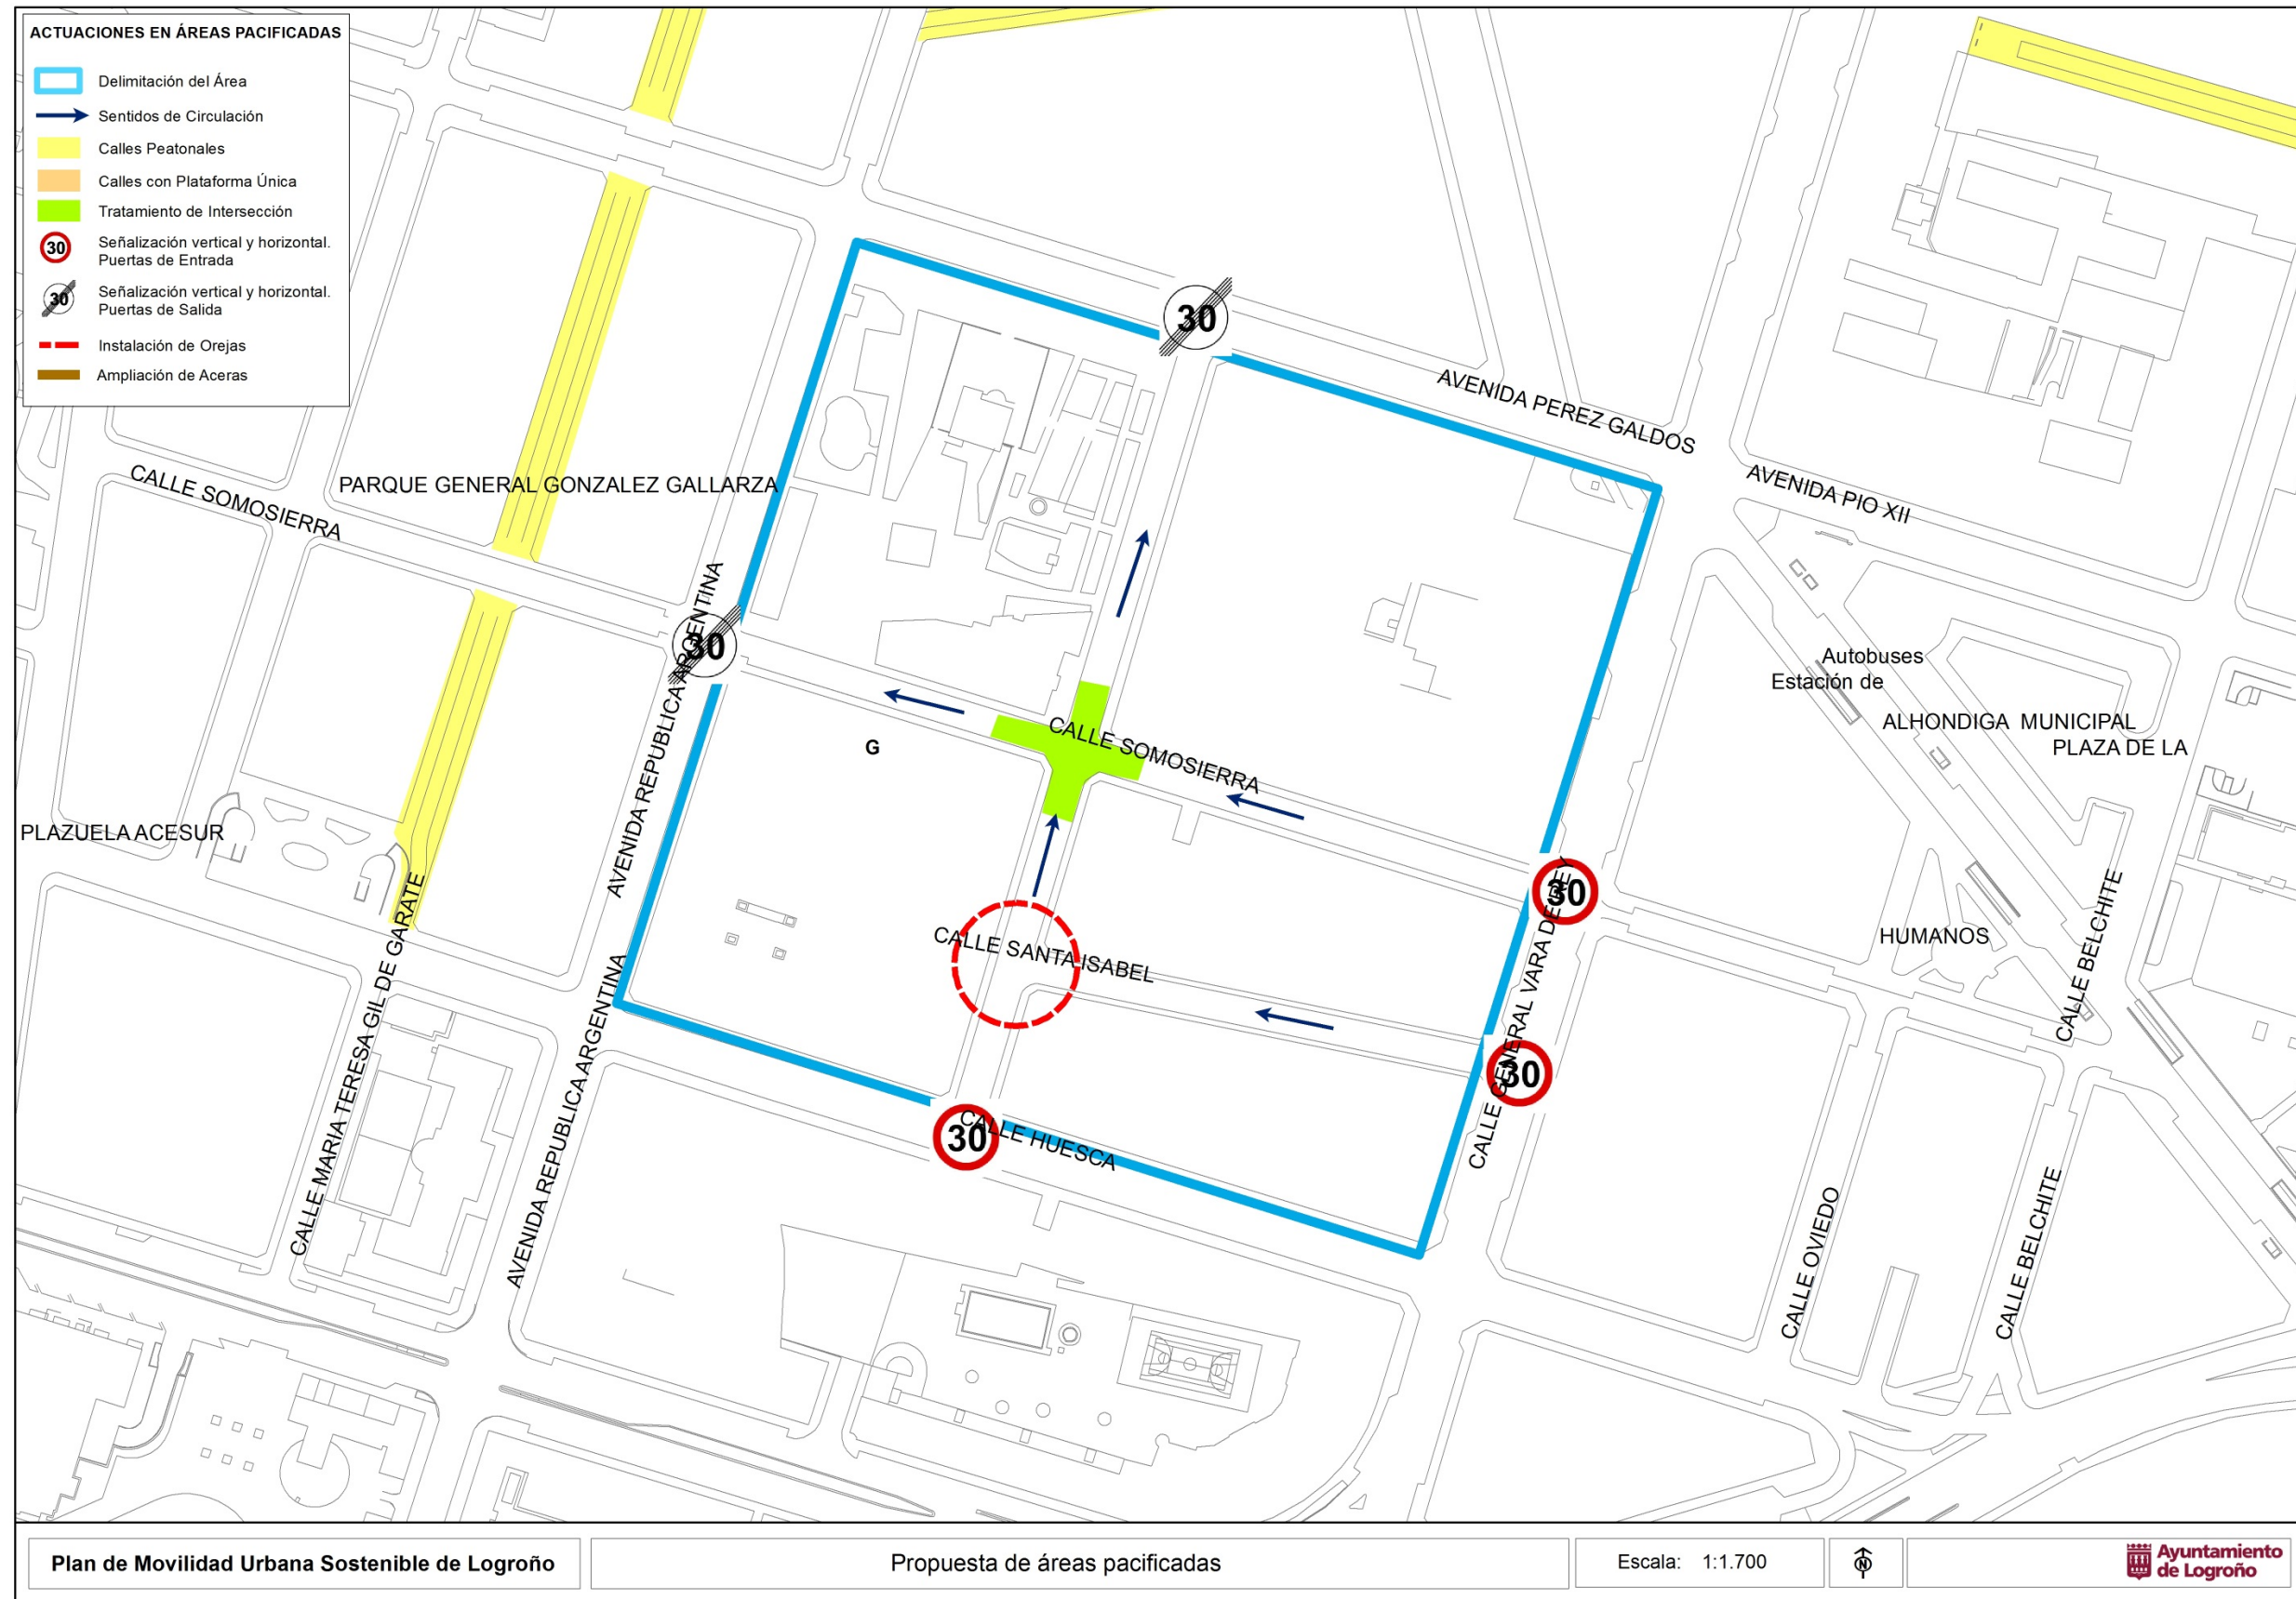 ACTUACIONES EN ÁREAS PACIFICADAS
Delimitación del Área
Sentidos de Circulación
Calles Peatonales
Calles con Plataforma Única
Tratamiento de Intersección
30
Señalización vertical y horizontal.
Puertas de Entrada
30
Señalización vertical y horizontal.
Puertas de Salida
Instalación de Orejas
Ampliación de Aceras
30
AVENIDA PEREZ GALDOS
AVENIDA PIO XII
CALLE SOMOSIERRA
PARQUE GENERAL GONZALEZ GALLARZA
AVENIDA REPUBLICA ARGENTINA
30
Autobuses
Estación de
ALHONDIGA MUNICIPAL
PLAZA DE LA
G
CALLE SOMOSIERRA
PLAZUELA ACESUR
30
CALLE GENERAL VARA DE REY
HUMANOS
CALLE BELCHITE
CALLE SANTA ISABEL
CALLE MARIA TERESA GIL DE GARATE
AVENIDA REPUBLICA ARGENTINA
30
30
CALLE HUESCA
CALLE OVIEDO
CALLE BELCHITE
Plan de Movilidad Urbana Sostenible de Logroño
Propuesta de áreas pacificadas
Escala: 1:1.700
N
Ayuntamiento
de Logroño